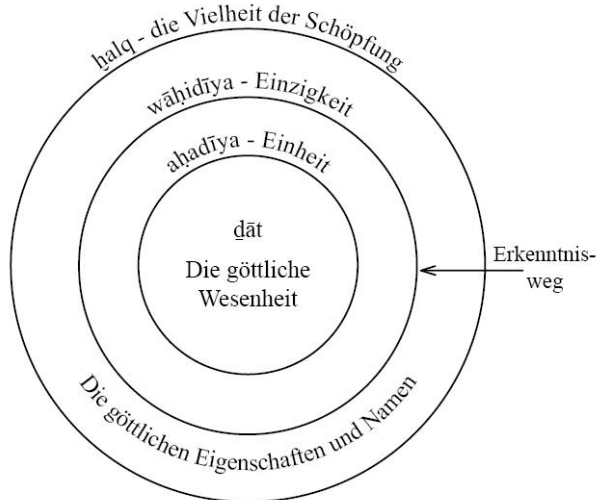 ḫalq - die Vielheit der Schöpfung
wāḥidīya - Einzigkeit
aḥadīya - Einheit
ḏāt
Die göttliche
Wesenheit
Erkenntnis-
weg
Die göttlichen Eigenschaften und Namen